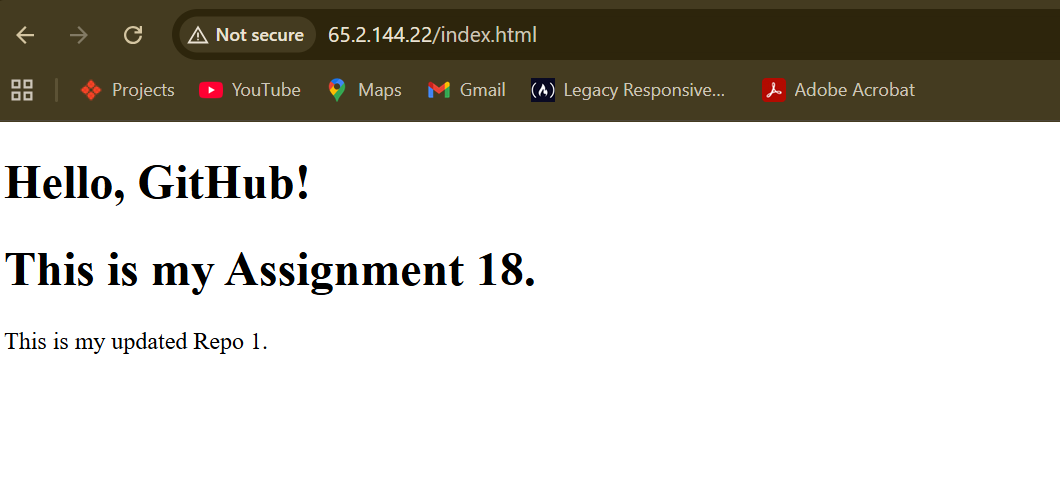 Not secure 65.2.144.22/index.html
Projects YouTube Maps Gmail Legacy Responsive... Adobe Acrobat
Hello, GitHub!
This is my Assignment 18.
This is my updated Repo 1.